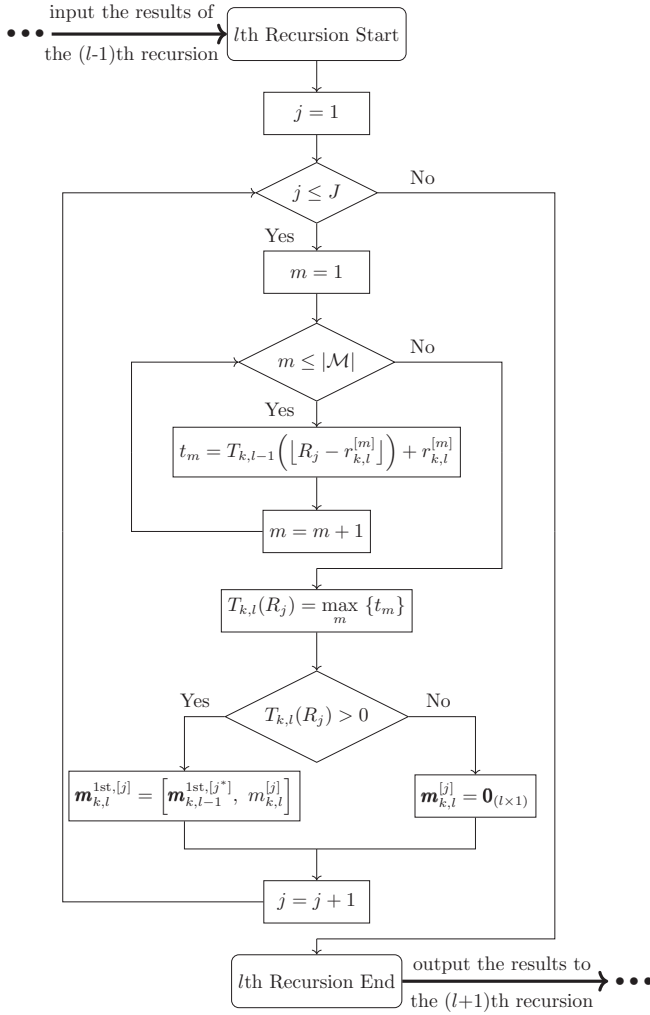 input the results of
the (l-1)th recursion
lth Recursion Start
j = 1
j ≤ J
No
Yes
m = 1
m ≤ |ℳ|
No
Yes
t_m = T_{k,l−1}(⌊R_j − r_{k,l}^{[m]}⌋) + r_{k,l}^{[m]}
m = m + 1
T_{k,l}(R_j) = max_m {t_m}
T_{k,l}(R_j) > 0
Yes
No
𝒎_{k,l}^{1st,[j]} = [𝒎_{k,l−1}^{1st,[j*]}, m_{k,l}^{[j]}]
𝒎_{k,l}^{[j]} = 𝟎_{(l×1)}
j = j + 1
lth Recursion End
output the results to
the (l+1)th recursion